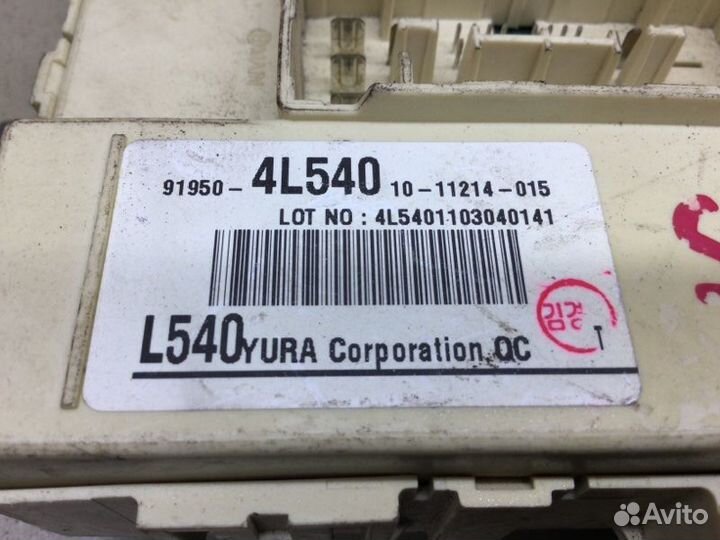 91950- 4L540 10-11214-015
LOT NO : 4L5401103040141
L540 YURA Corporation QC
김경
T
Avito